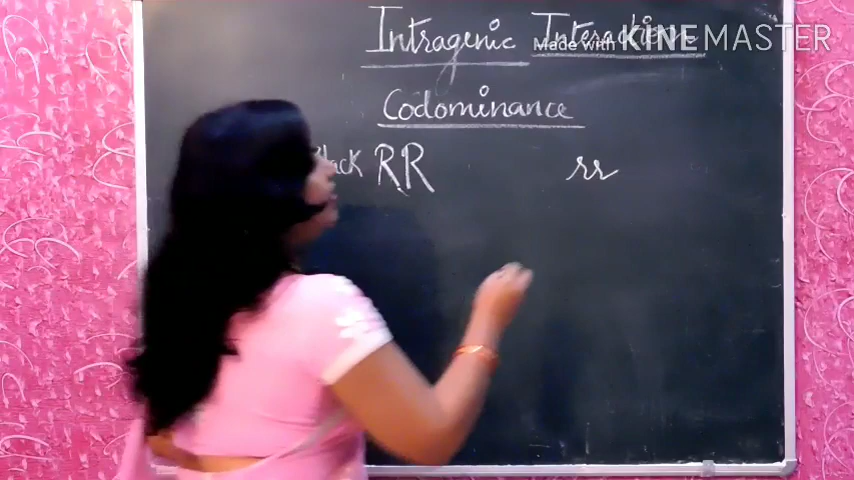 Intragenic Interaction
Made with KINEMASTER
Codominance
Black RR rr